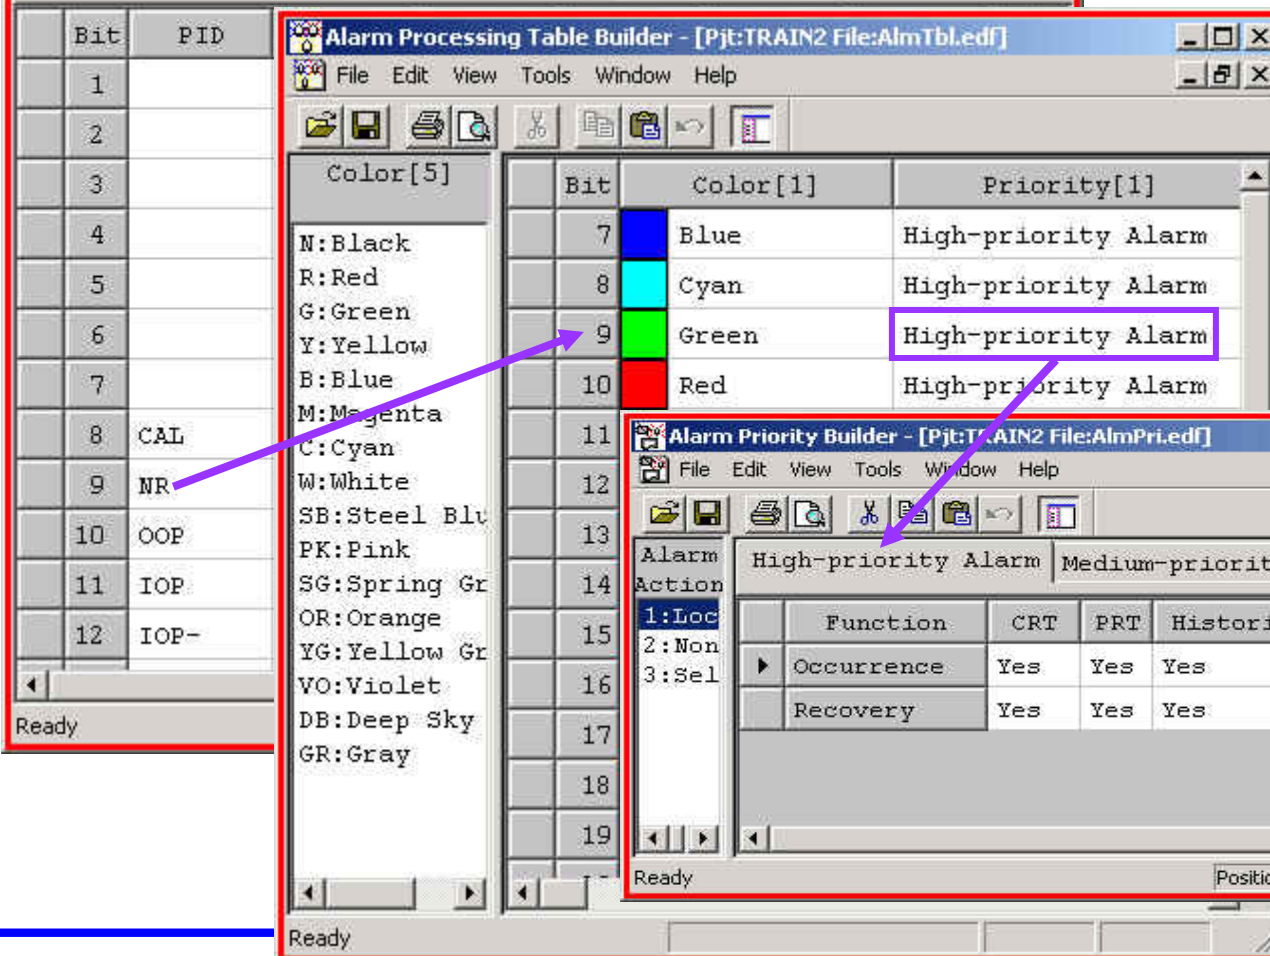 Bit PID
1
2
3
4
5
6
7
8 CAL
9 NR
10 OOP
11 IOP
12 IOP-
Ready
Alarm Processing Table Builder - [Pjt:TRAIN2 File:AlmTbl.edf]
File Edit View Tools Window Help
Color[5]
N:Black
R:Red
G:Green
Y:Yellow
B:Blue
M:Magenta
C:Cyan
W:White
SB:Steel Blu
PK:Pink
SG:Spring Gr
OR:Orange
YG:Yellow Gr
VO:Violet
DB:Deep Sky
GR:Gray
Bit Color[1] Priority[1]
7 Blue High-priority Alarm
8 Cyan High-priority Alarm
9 Green High-priority Alarm
10 Red High-priority Alarm
11
12
13
14
15
16
17
18
19
Ready
Alarm Priority Builder - [Pjt:TRAIN2 File:AlmPri.edf]
File Edit View Tools Window Help
Alarm
Action
1:Loc
2:Non
3:Sel
High-priority Alarm Medium-priorit
Function CRT PRT Histori
Occurrence Yes Yes Yes
Recovery Yes Yes Yes
Ready Positio